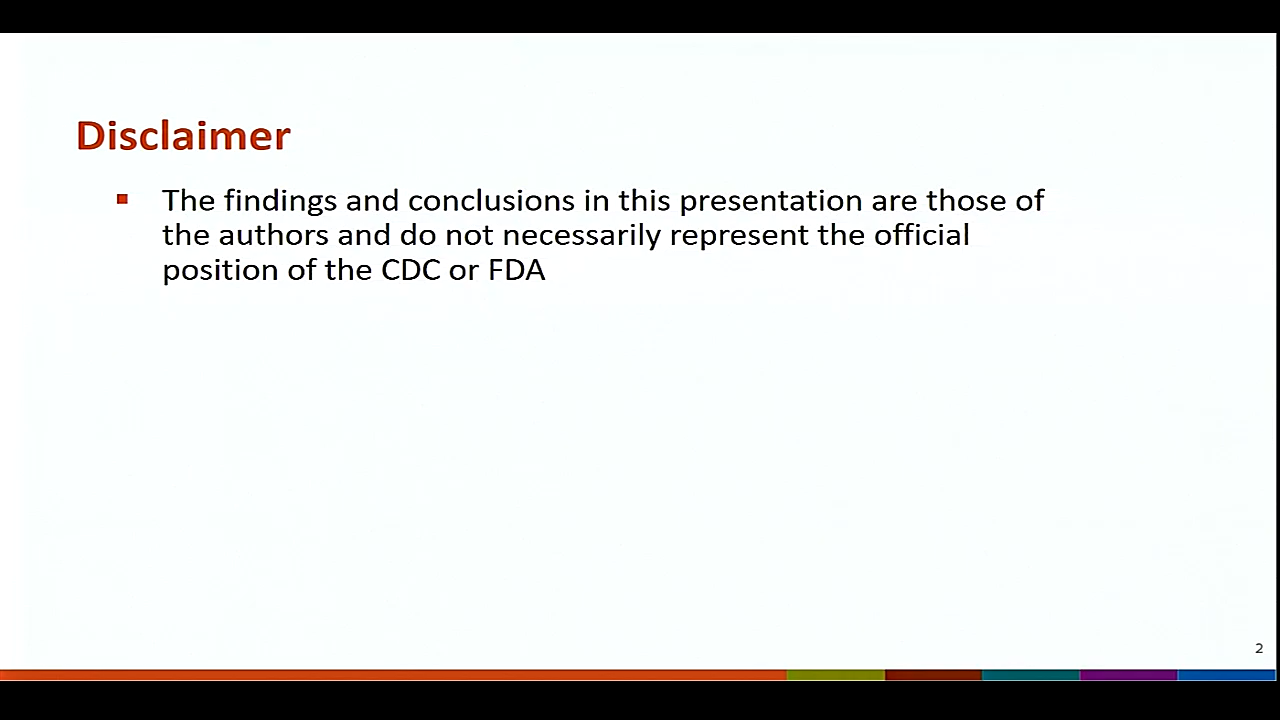 Disclaimer
The findings and conclusions in this presentation are those of
the authors and do not necessarily represent the official
position of the CDC or FDA
2